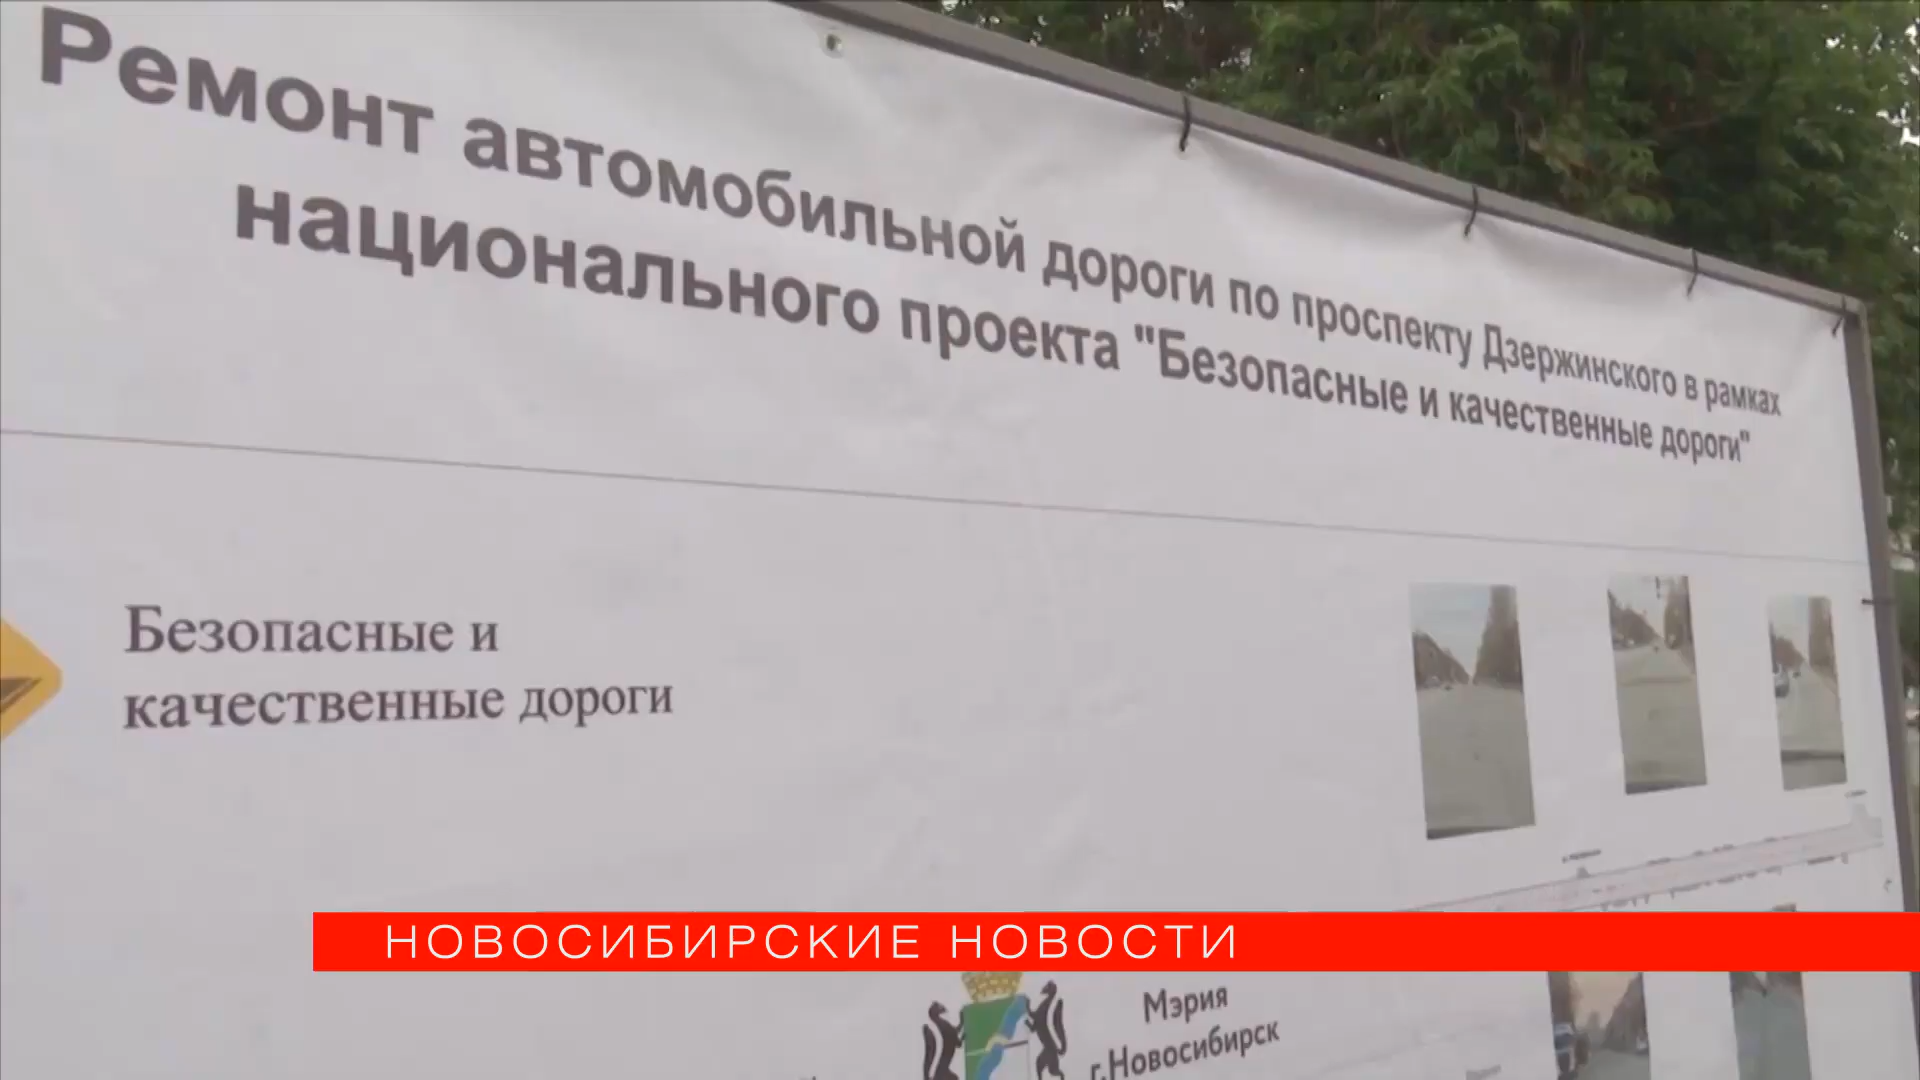 Ремонт автомобильной дороги по проспекту Дзержинского в рамках
национального проекта "Безопасные и качественные дороги"
Безопасные и
качественные дороги
НОВОСИБИРСКИЕ НОВОСТИ
Мэрия
г.Новосибирск